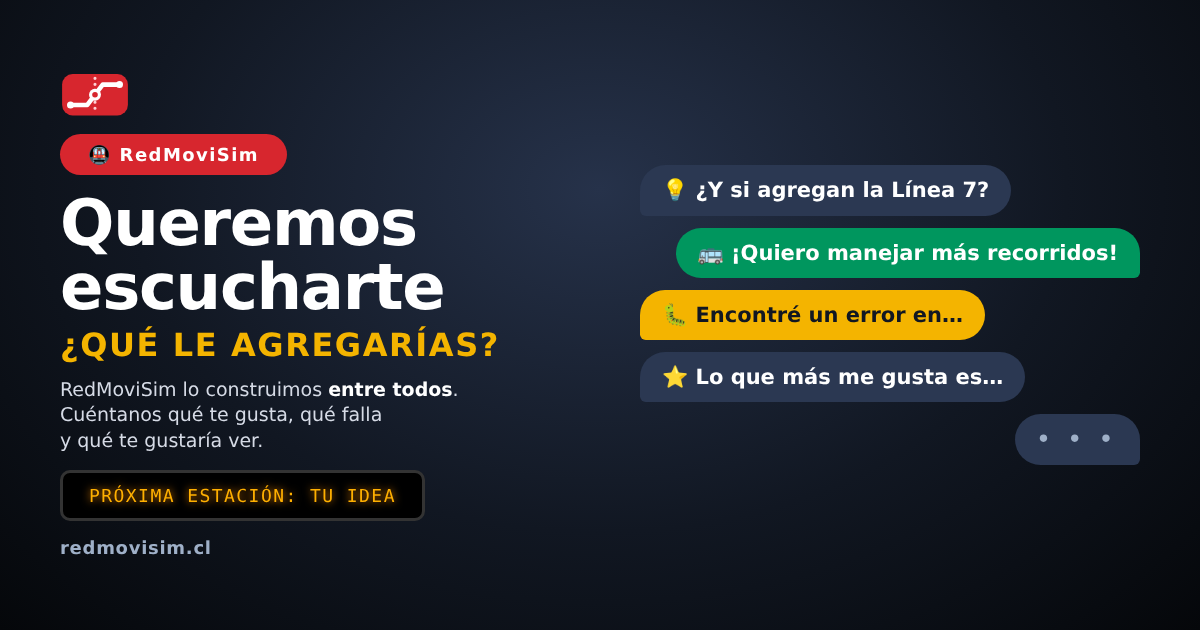 🚇 RedMoviSim
Queremos
escucharte
¿QUÉ LE AGREGARÍAS?
RedMoviSim lo construimos entre todos.
Cuéntanos qué te gusta, qué falla
y qué te gustaría ver.
PRÓXIMA ESTACIÓN: TU IDEA
redmovisim.cl
💡 ¿Y si agregan la Línea 7?
🚌 ¡Quiero manejar más recorridos!
🐛 Encontré un error en...
⭐ Lo que más me gusta es...
• • •